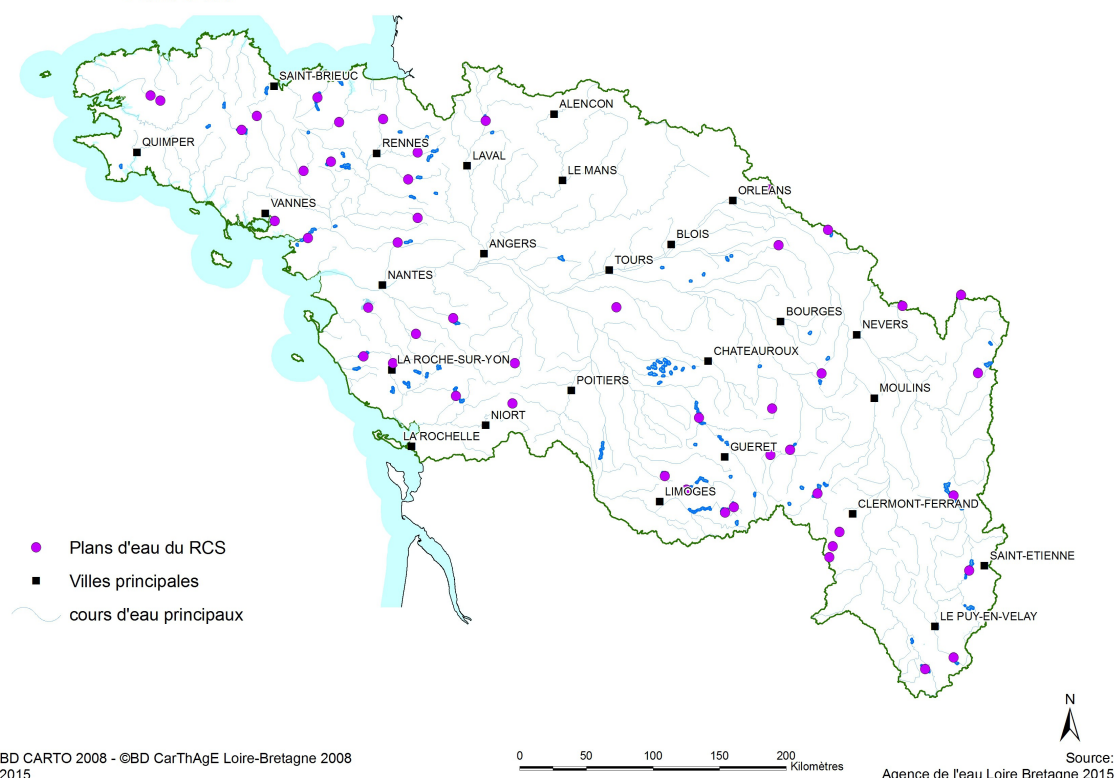 SAINT-BRIEUC
ALENCON
QUIMPER
RENNES
LAVAL
LE MANS
ORLEANS
VANNES
BLOIS
ANGERS
TOURS
NANTES
BOURGES
NEVERS
CHATEAUROUX
LA ROCHE-SUR-YON
POITIERS
MOULINS
NIORT
LA ROCHELLE
GUERET
LIMOGES
CLERMONT-FERRAND
SAINT-ETIENNE
LE PUY-EN-VELAY
Plans d'eau du RCS
Villes principales
cours d'eau principaux
N
BD CARTO 2008 - ©BD CarThAgE Loire-Bretagne 2008
2015
0 50 100 150 200
Kilomètres
Source:
Agence de l'eau Loire Bretagne 2015